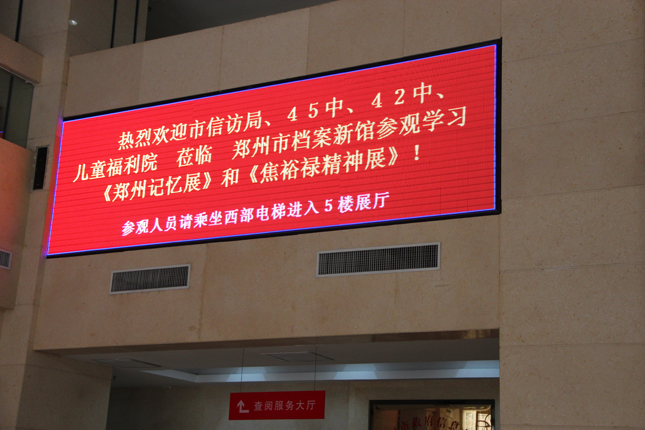 热烈欢迎市信访局、45中、42中、
儿童福利院 莅临 郑州市档案新馆参观学习
《郑州记忆展》和《焦裕禄精神展》！
参观人员请乘坐西部电梯进入5楼展厅
查阅服务大厅